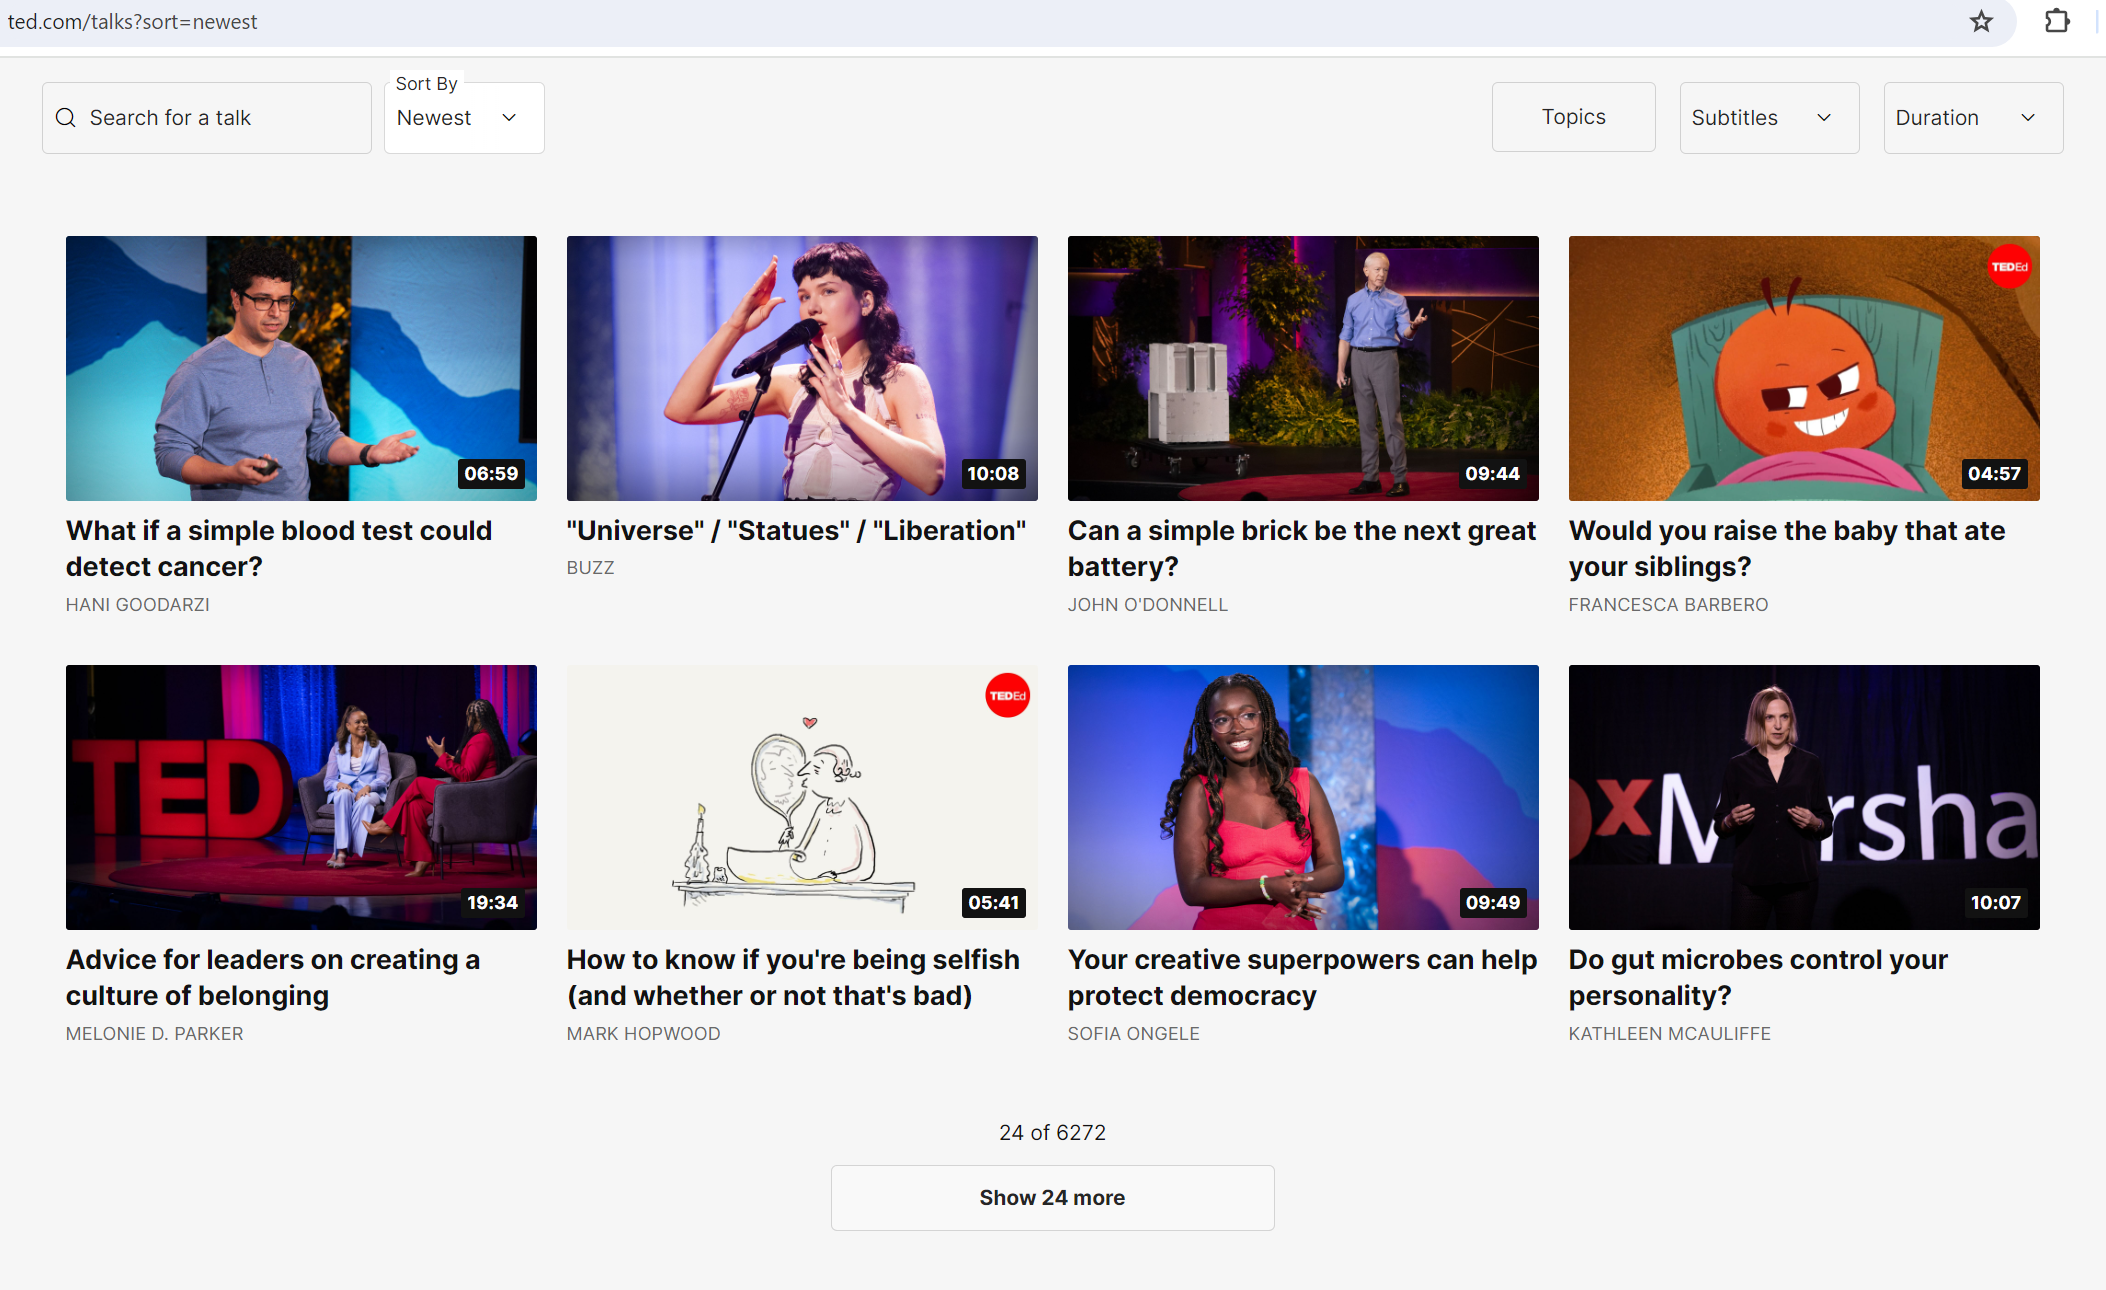 ted.com/talks?sort=newest
Sort By
Search for a talk
Newest
Topics
Subtitles
Duration
TEDEd
06:59
10:08
09:44
04:57
What if a simple blood test could
detect cancer?
HANI GOODARZI
"Universe" / "Statues" / "Liberation"
BUZZ
Can a simple brick be the next great
battery?
JOHN O'DONNELL
Would you raise the baby that ate
your siblings?
FRANCESCA BARBERO
TED
TEDEd
xMarsha
19:34
05:41
09:49
10:07
Advice for leaders on creating a
culture of belonging
MELONIE D. PARKER
How to know if you're being selfish
(and whether or not that's bad)
MARK HOPWOOD
Your creative superpowers can help
protect democracy
SOFIA ONGELE
Do gut microbes control your
personality?
KATHLEEN MCAULIFFE
24 of 6272
Show 24 more